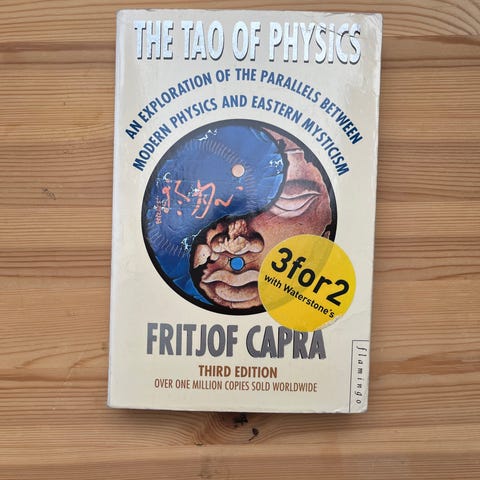 THE TAO OF PHYSICS
AN EXPLORATION OF THE PARALLELS BETWEEN
MODERN PHYSICS AND EASTERN MYSTICISM
3for2
with Waterstone's
FRITJOF CAPRA
THIRD EDITION
OVER ONE MILLION COPIES SOLD WORLDWIDE
flamingo